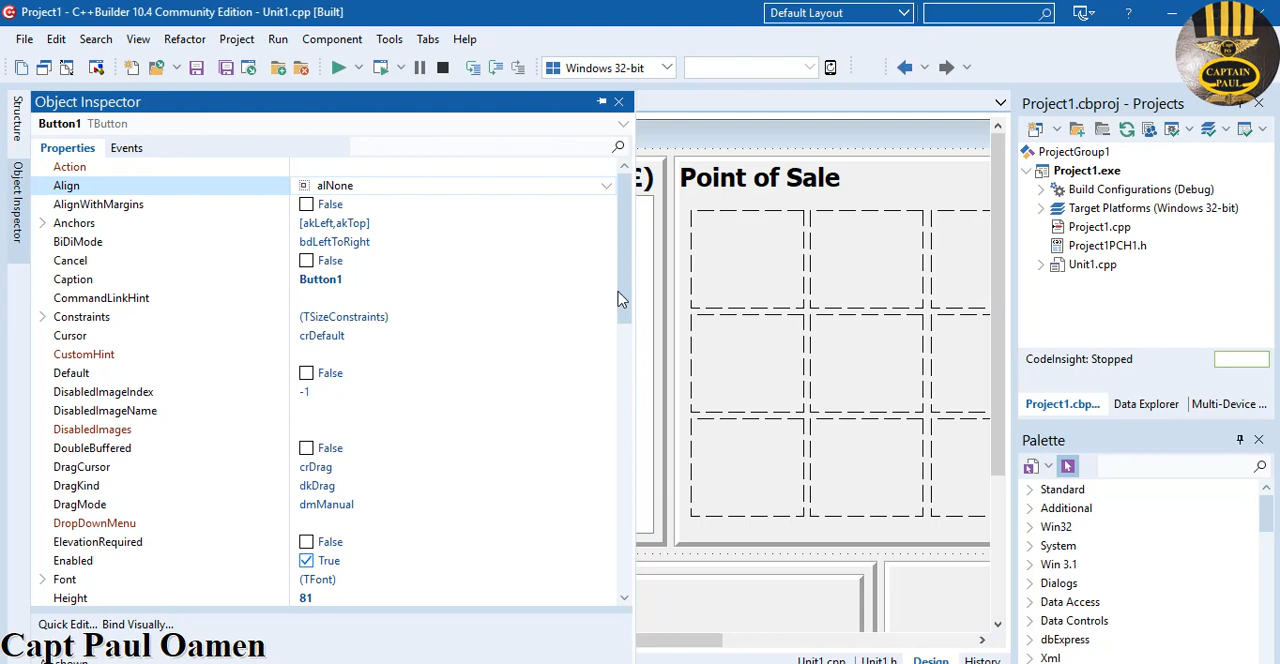 Project1 - C++Builder 10.4 Community Edition - Unit1.cpp [Built]
Default Layout
?
File Edit Search View Refactor Project Run Component Tools Tabs Help
Windows 32-bit
CAPTAIN
PAUL
Structure
Object Inspector
Object Inspector
Button1 TButton
Properties Events
Action
Align alNone
AlignWithMargins False
Anchors [akLeft,akTop]
BiDiMode bdLeftToRight
Cancel False
Caption Button1
CommandLinkHint
Constraints (TSizeConstraints)
Cursor crDefault
CustomHint
Default False
DisabledImageIndex -1
DisabledImageName
DisabledImages
DoubleBuffered False
DragCursor crDrag
DragKind dkDrag
DragMode dmManual
DropDownMenu
ElevationRequired False
Enabled True
Font (TFont)
Height 81
Quick Edit... Bind Visually...
Capt Paul Oamen
Point of Sale
Unit1.cpp Unit1.h Design History
Project1.cbproj - Projects
ProjectGroup1
Project1.exe
Build Configurations (Debug)
Target Platforms (Windows 32-bit)
Project1.cpp
Project1PCH1.h
Unit1.cpp
CodeInsight: Stopped
Project1.cbp... Data Explorer Multi-Device ...
Palette
Standard
Additional
Win32
System
Win 3.1
Dialogs
Data Access
Data Controls
dbExpress
Xml